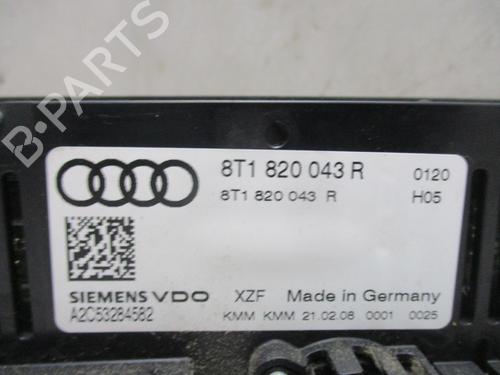 B-PARTS
8T1 820 043 R 0120
8T1 820 043 R H05
SIEMENS VDO XZF Made in Germany
A2C53284582 KMM KMM 21.02.08 0001 0025